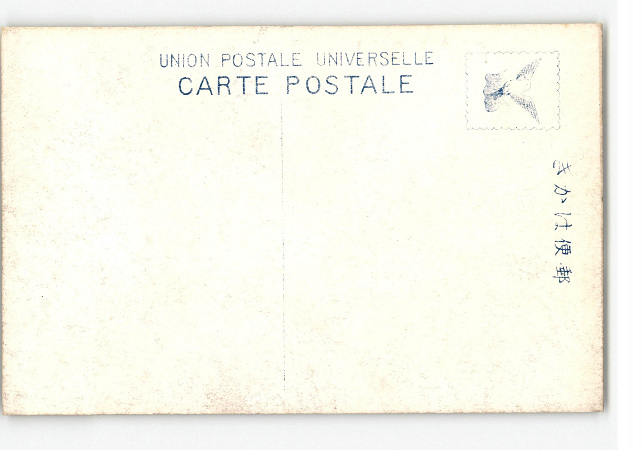 UNION POSTALE UNIVERSELLE
CARTE POSTALE
きかは便郵